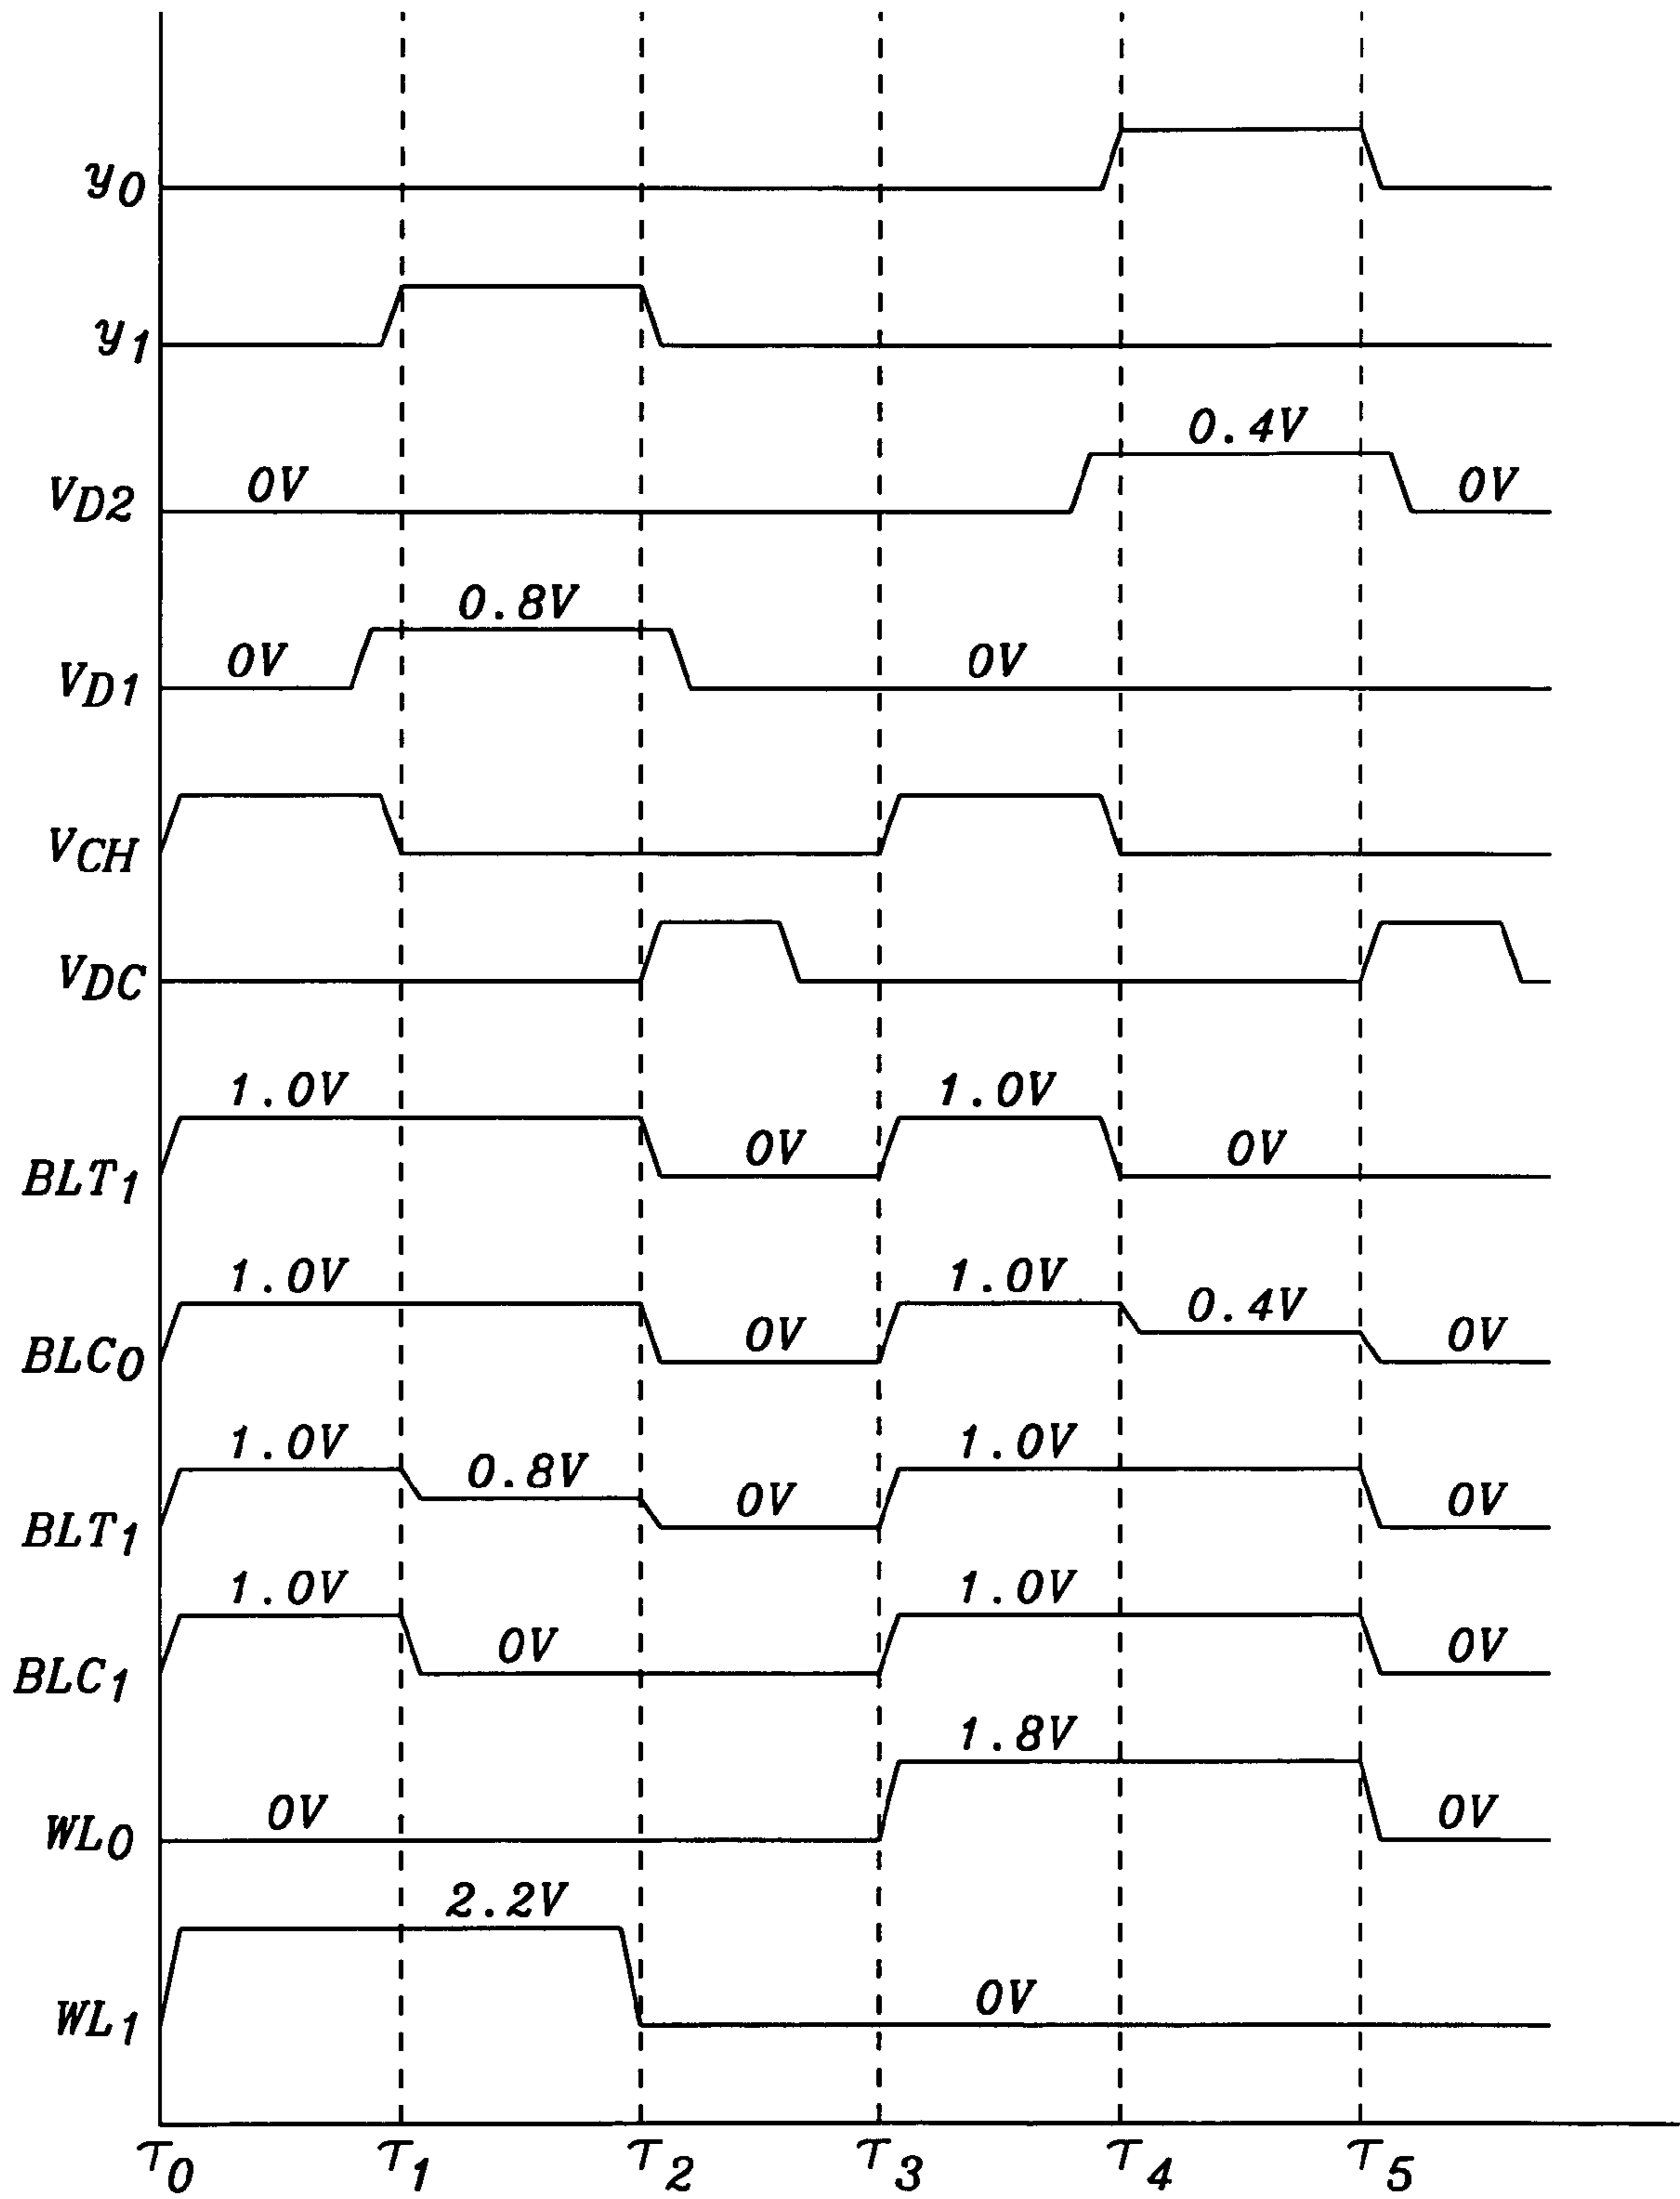 y0
y1
0.4V
VD2 0V 0V
0.8V
VD1 0V 0V
VCH
VDC
1.0V 1.0V
BLT1 0V 0V
1.0V 1.0V 0.4V
BLC0 0V 0V
1.0V 0.8V 1.0V
BLT1 0V 0V
1.0V 1.0V
BLC1 0V 0V
1.8V
WL0 0V 0V
2.2V
WL1 0V
T0 T1 T2 T3 T4 T5